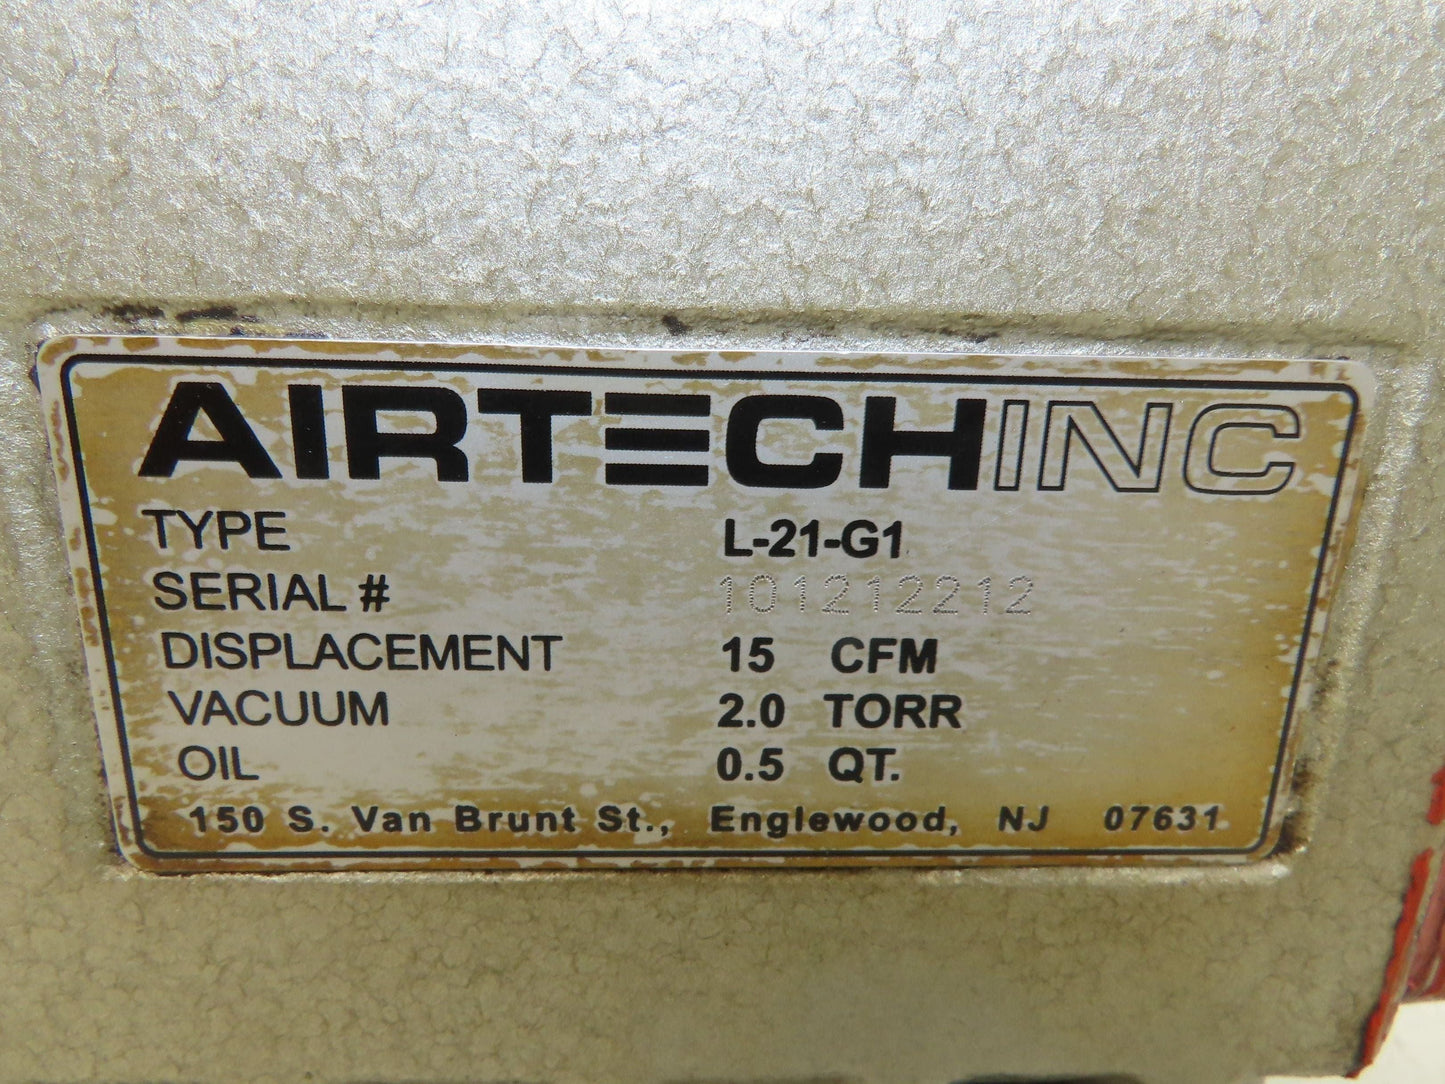 AIRTECHINC
TYPE L-21-G1
SERIAL # 101212212
DISPLACEMENT 15 CFM
VACUUM 2.0 TORR
OIL 0.5 QT.
150 S. Van Brunt St., Englewood, NJ 07631